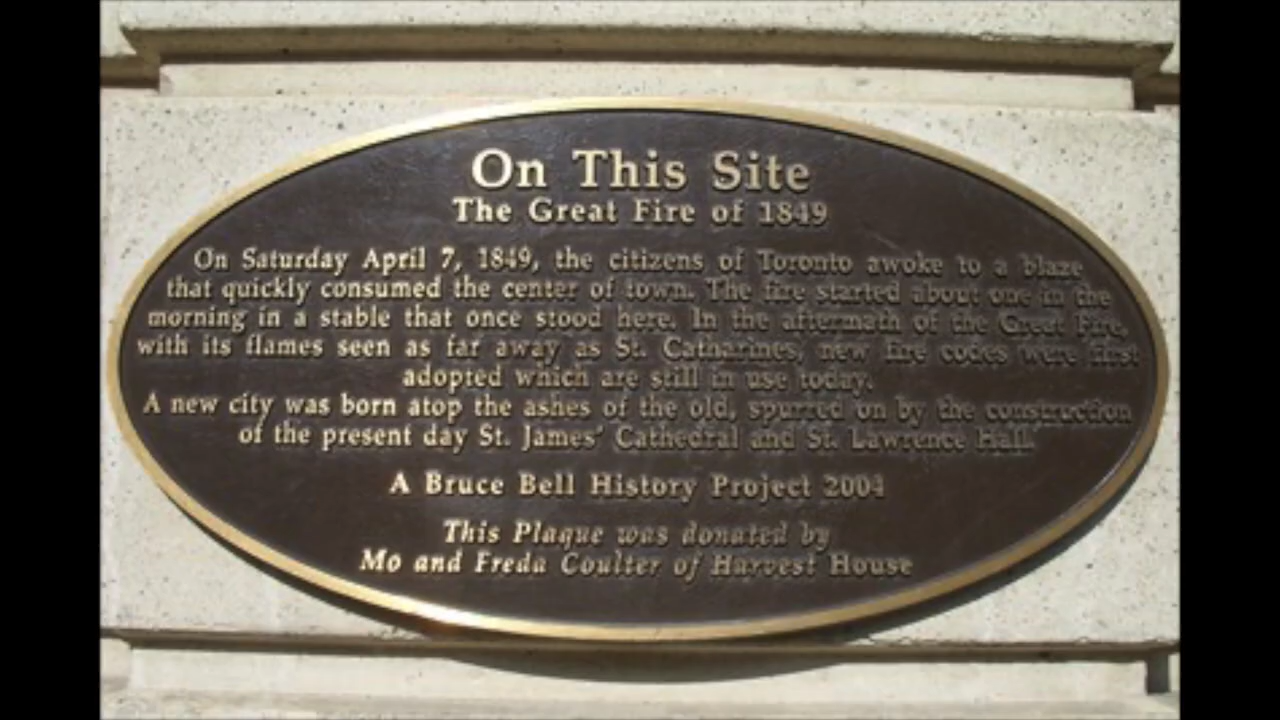 On This Site
The Great Fire of 1849
On Saturday April 7, 1849, the citizens of Toronto awoke to a blaze
that quickly consumed the center of town. The fire started about one in the
morning in a stable that once stood here. In the aftermath of the Great Fire,
with its flames seen as far away as St. Catharines, new fire codes were first
adopted which are still in use today.
A new city was born atop the ashes of the old, spurred on by the construction
of the present day St. James' Cathedral and St. Lawrence Hall.
A Bruce Bell History Project 2004
This Plaque was donated by
Mo and Freda Coulter of Harvest House